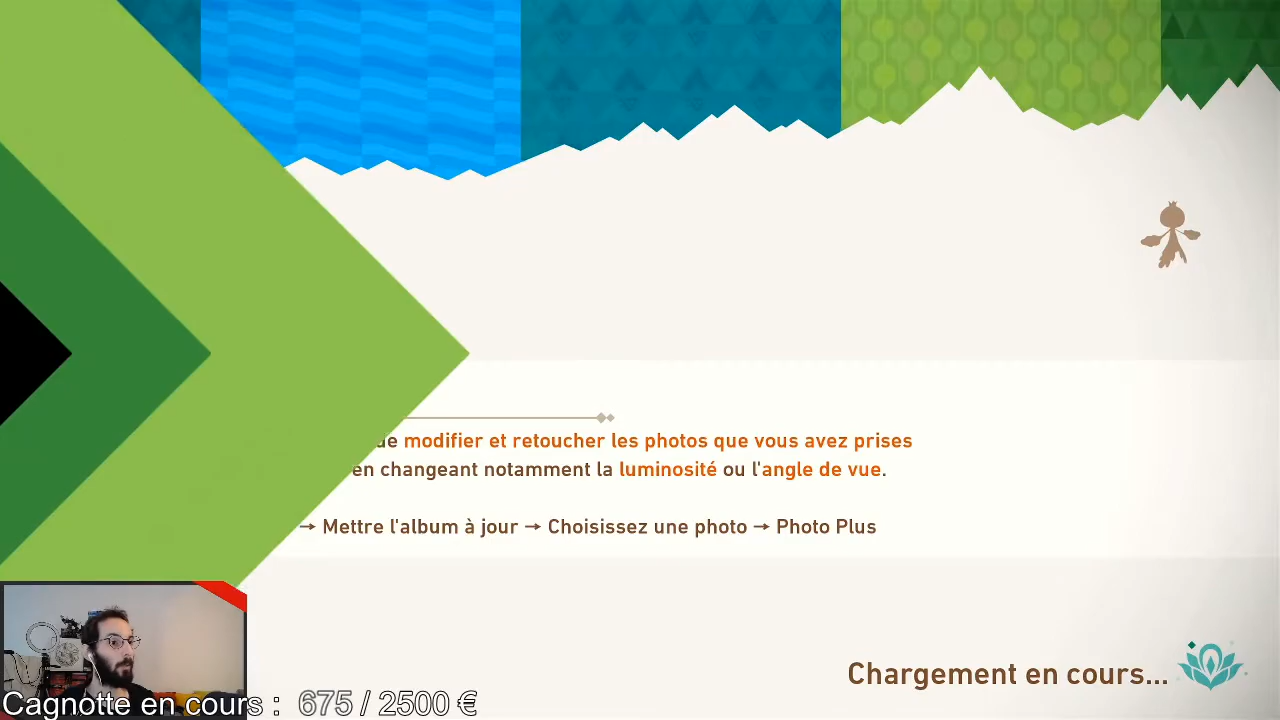 de modifier et retoucher les photos que vous avez prises
en changeant notamment la luminosité ou l'angle de vue.
→ Mettre l'album à jour → Choisissez une photo → Photo Plus
Chargement en cours...
Cagnotte en cours : 675 / 2500 €